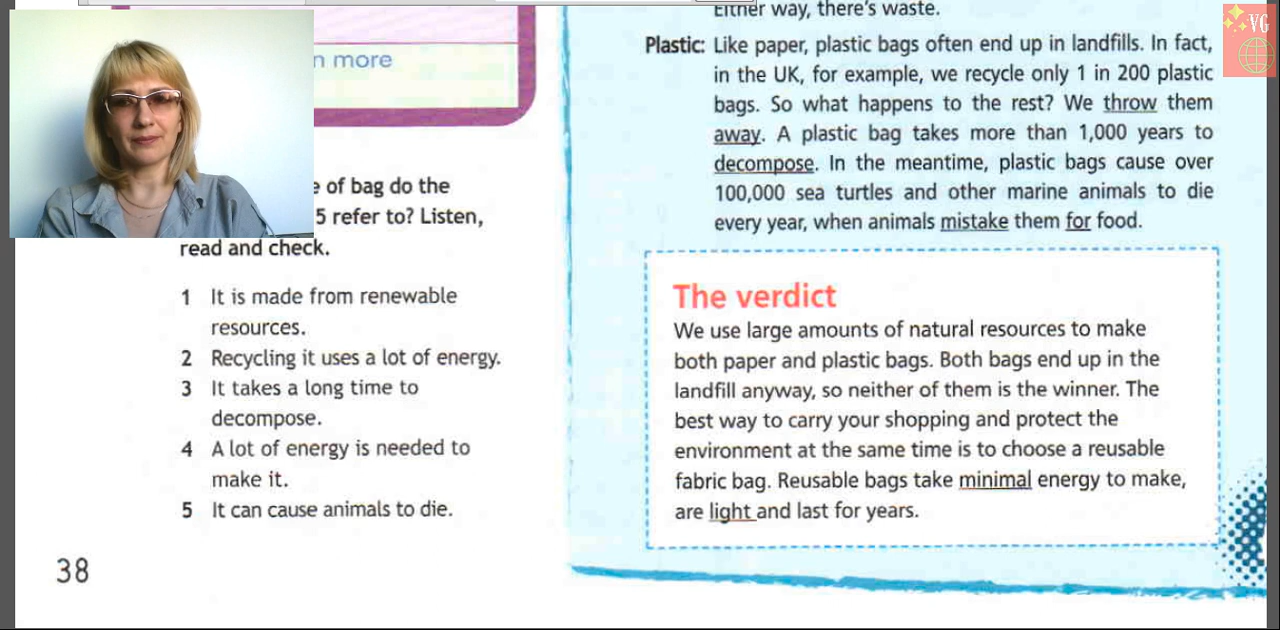 n more
e of bag do the
5 refer to? Listen,
read and check.
1 It is made from renewable
resources.
2 Recycling it uses a lot of energy.
3 It takes a long time to
decompose.
4 A lot of energy is needed to
make it.
5 It can cause animals to die.
38
Either way, there's waste.
Plastic: Like paper, plastic bags often end up in landfills. In fact,
in the UK, for example, we recycle only 1 in 200 plastic
bags. So what happens to the rest? We throw them
away. A plastic bag takes more than 1,000 years to
decompose. In the meantime, plastic bags cause over
100,000 sea turtles and other marine animals to die
every year, when animals mistake them for food.
The verdict
We use large amounts of natural resources to make
both paper and plastic bags. Both bags end up in the
landfill anyway, so neither of them is the winner. The
best way to carry your shopping and protect the
environment at the same time is to choose a reusable
fabric bag. Reusable bags take minimal energy to make,
are light and last for years.
VG